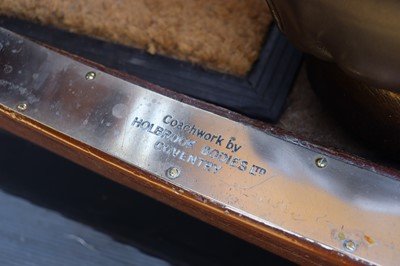 Coachwork by
HOLBROOK BODIES LTD
COVENTRY